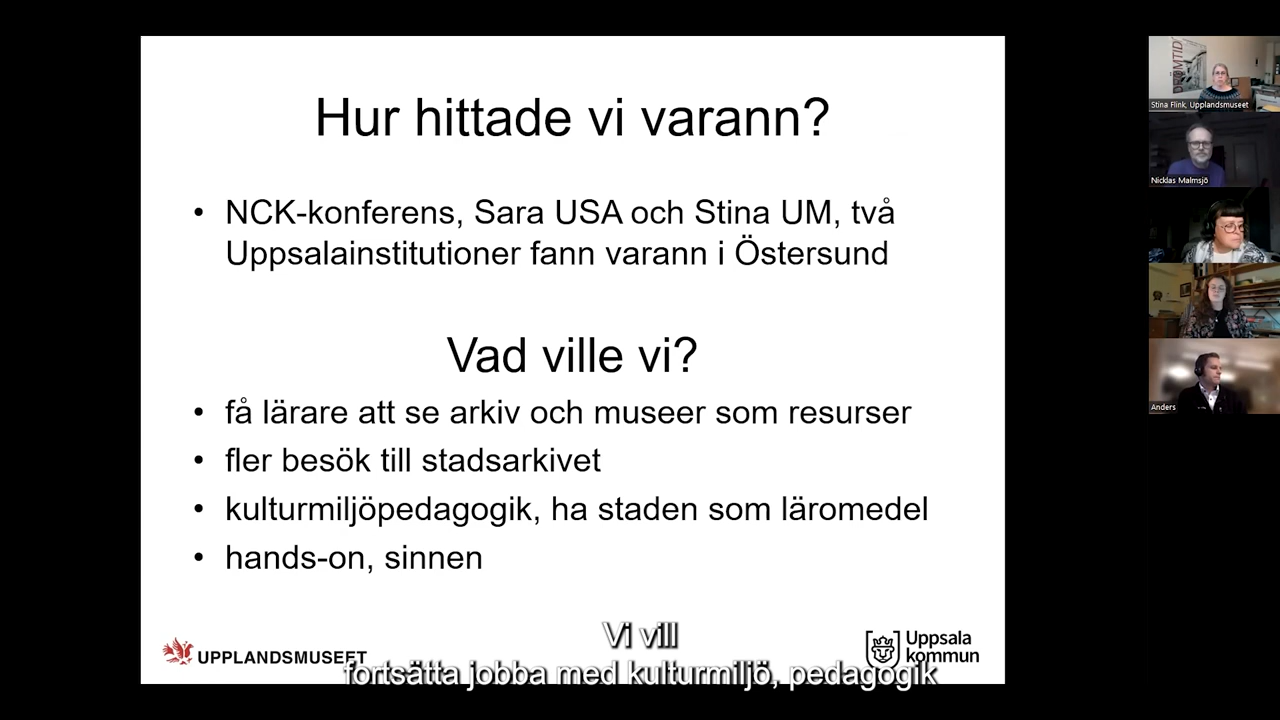 Hur hittade vi varann?
• NCK-konferens, Sara USA och Stina UM, två
Uppsalainstitutioner fann varann i Östersund
Vad ville vi?
• få lärare att se arkiv och museer som resurser
• fler besök till stadsarkivet
• kulturmiljöpedagogik, ha staden som läromedel
• hands-on, sinnen
UPPLANDSMUSEET
Uppsala
kommun
Vi vill
fortsätta jobba med kulturmiljö, pedagogik
Stina Flink, Upplandsmuseet
Nicklas Malmsjö
Anders